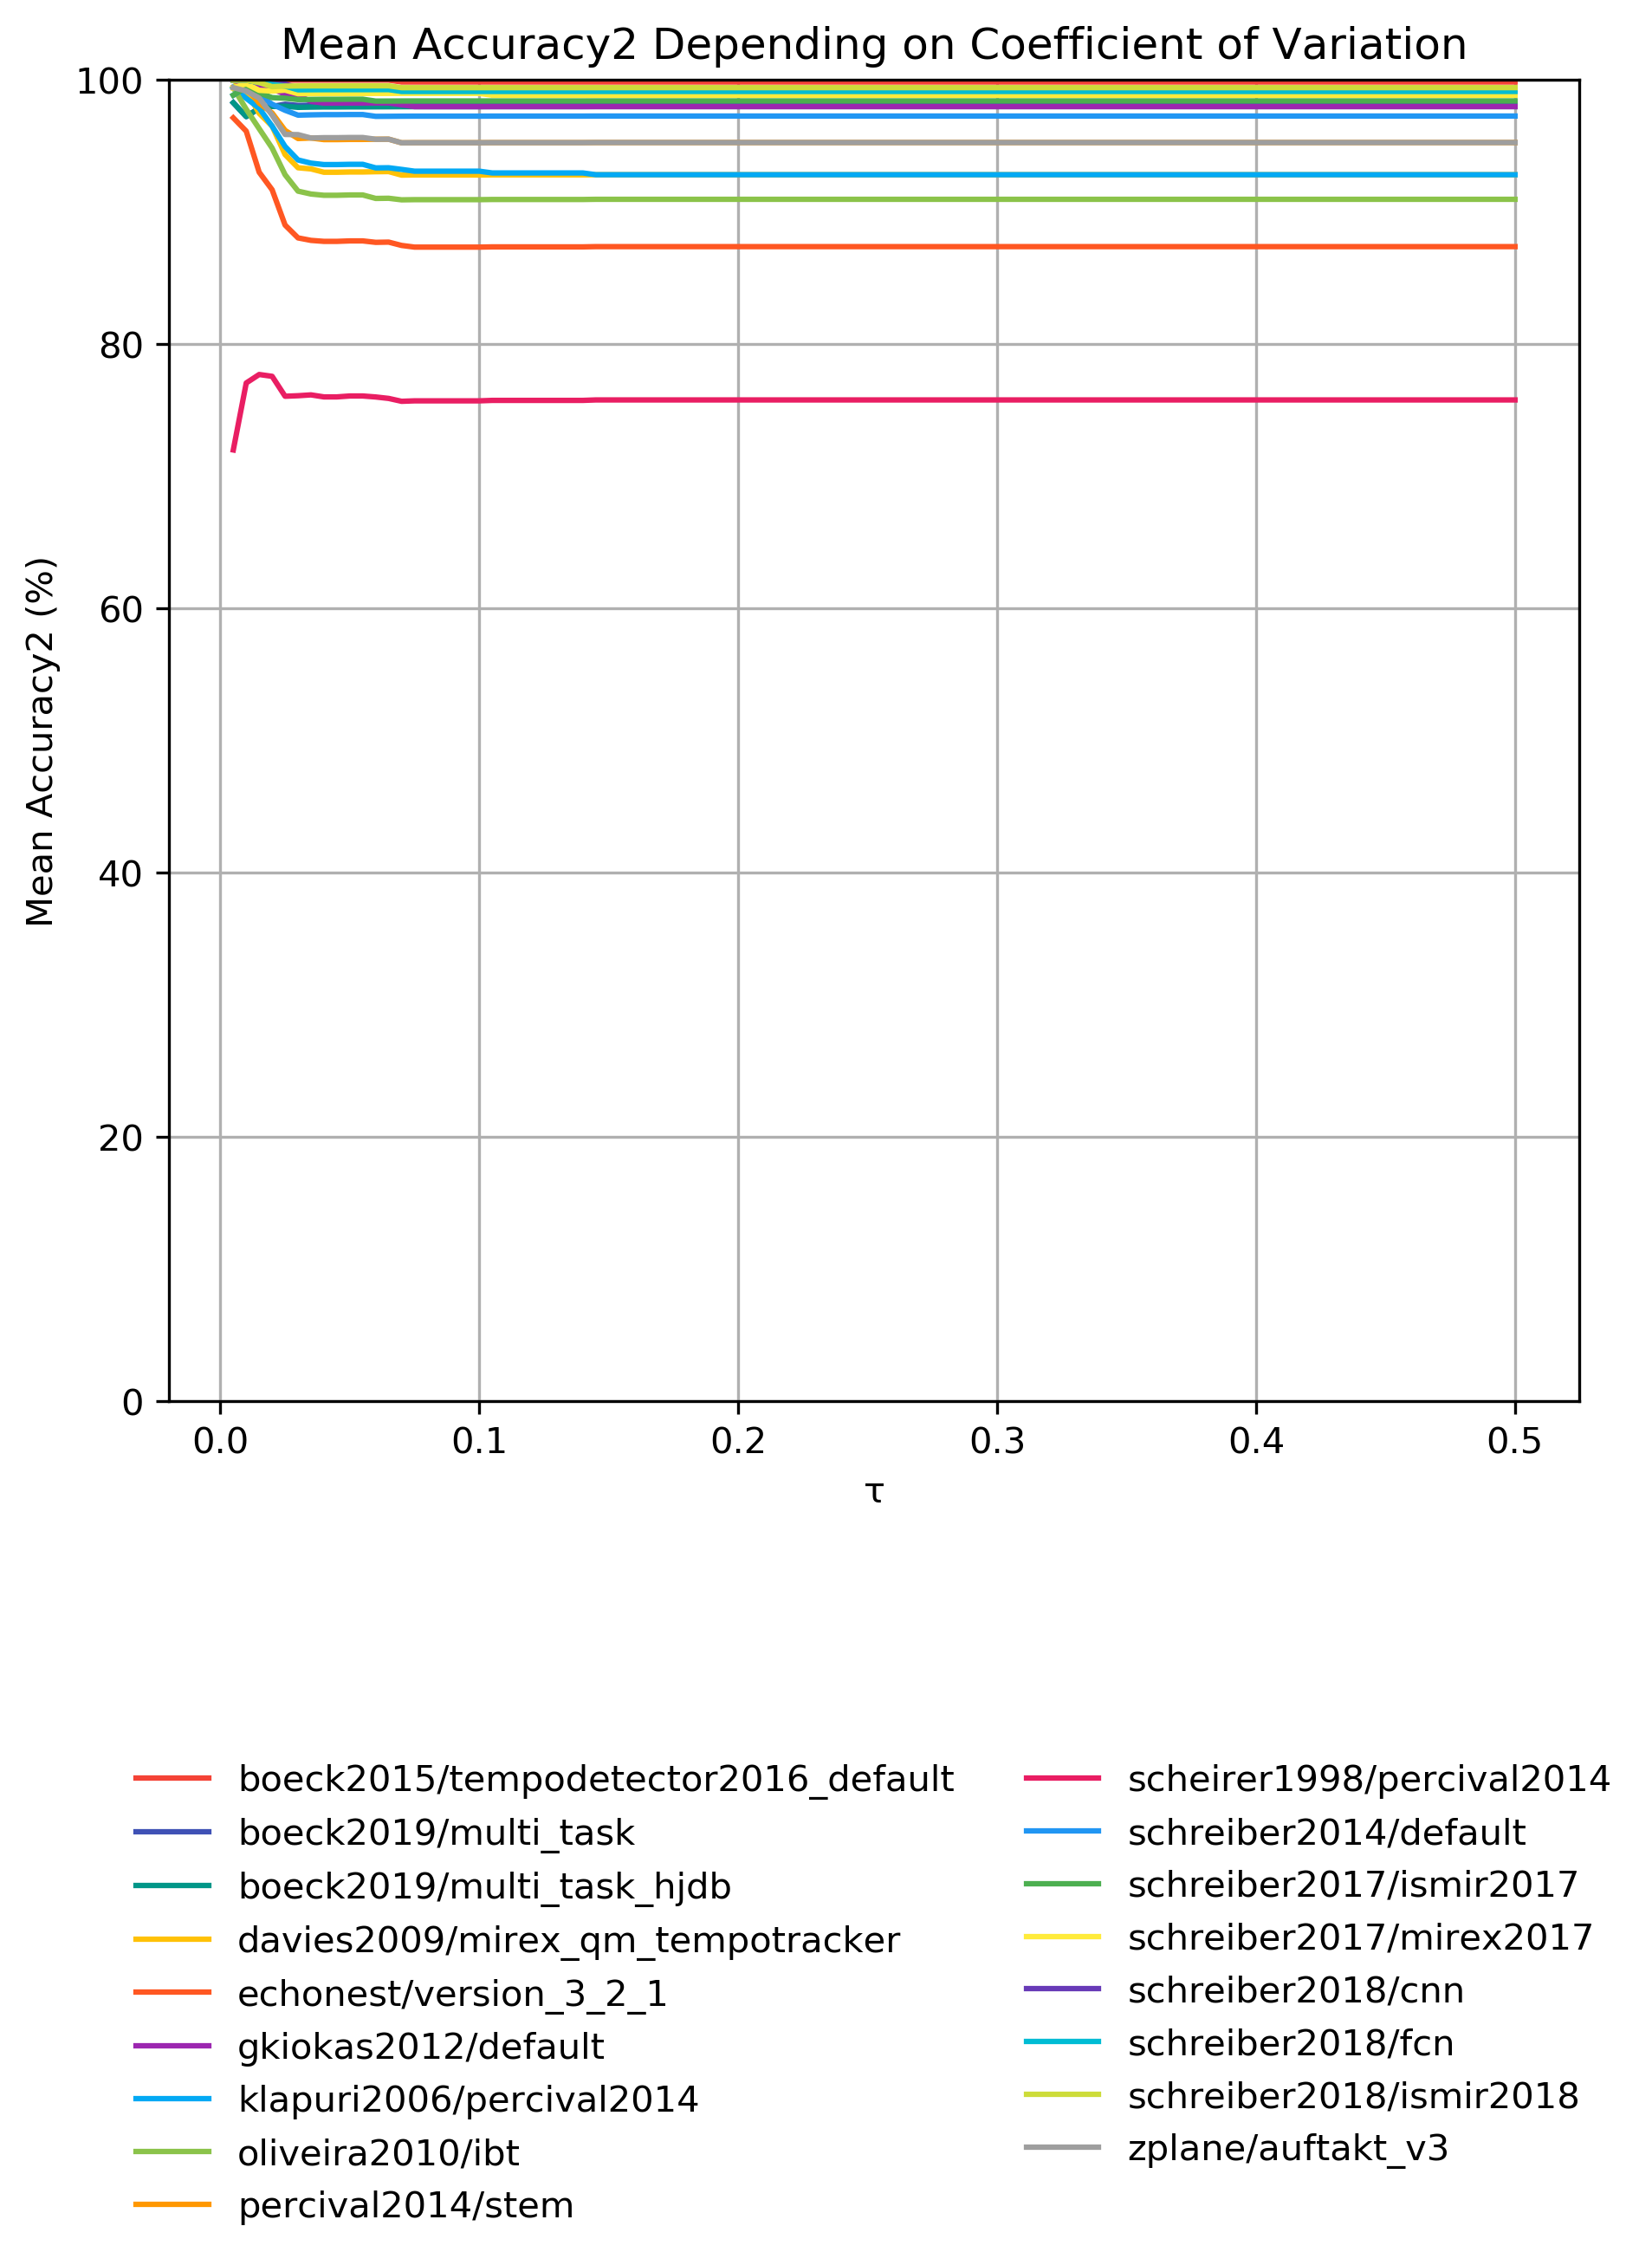 Mean Accuracy2 Depending on Coefficient of Variation
100
80
60
40
20
0
Mean Accuracy2 (%)
0.0 0.1 0.2 0.3 0.4 0.5
τ
boeck2015/tempodetector2016_default
boeck2019/multi_task
boeck2019/multi_task_hjdb
davies2009/mirex_qm_tempotracker
echonest/version_3_2_1
gkiokas2012/default
klapuri2006/percival2014
oliveira2010/ibt
percival2014/stem
scheirer1998/percival2014
schreiber2014/default
schreiber2017/ismir2017
schreiber2017/mirex2017
schreiber2018/cnn
schreiber2018/fcn
schreiber2018/ismir2018
zplane/auftakt_v3